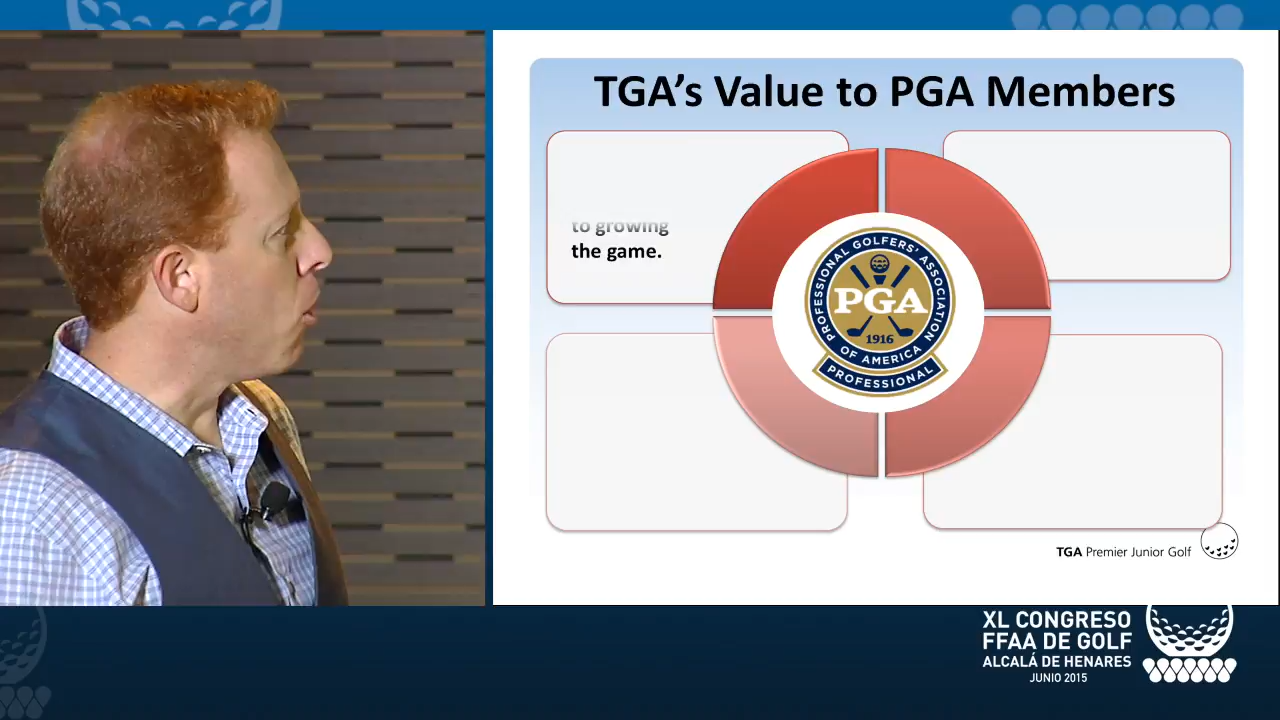 TGA's Value to PGA Members
to growing
the game.
PROFESSIONAL GOLFERS' ASSOCIATION
PGA
1916
OF AMERICA
PROFESSIONAL
TGA Premier Junior Golf
XL CONGRESO
FFAA DE GOLF
ALCALÁ DE HENARES
JUNIO 2015